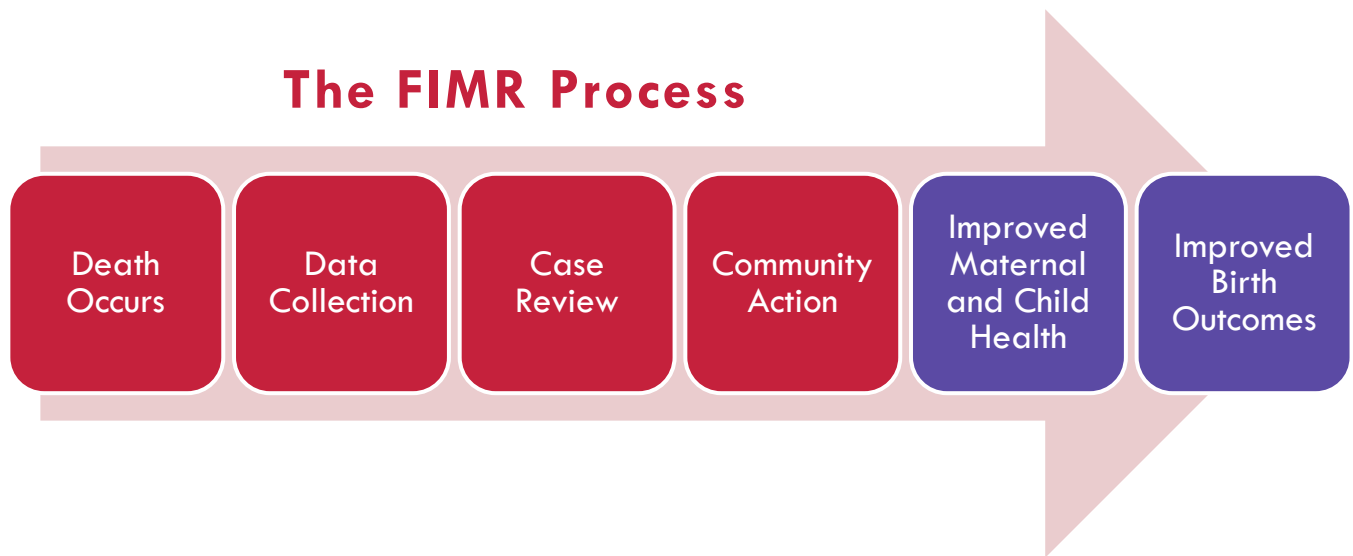 The FIMR Process
Death
Occurs
Data
Collection
Case
Review
Community
Action
Improved
Maternal
and Child
Health
Improved
Birth
Outcomes